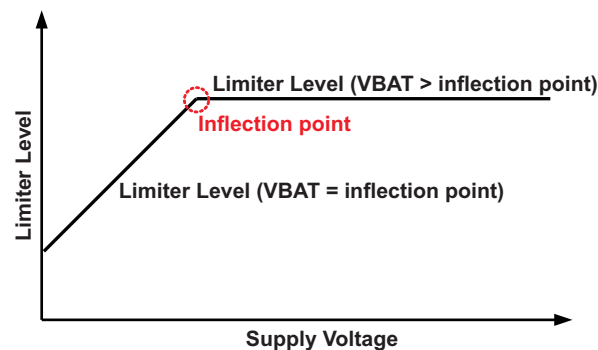 Limiter Level (VBAT > inflection point)
Inflection point
Limiter Level
Limiter Level (VBAT = inflection point)
Supply Voltage